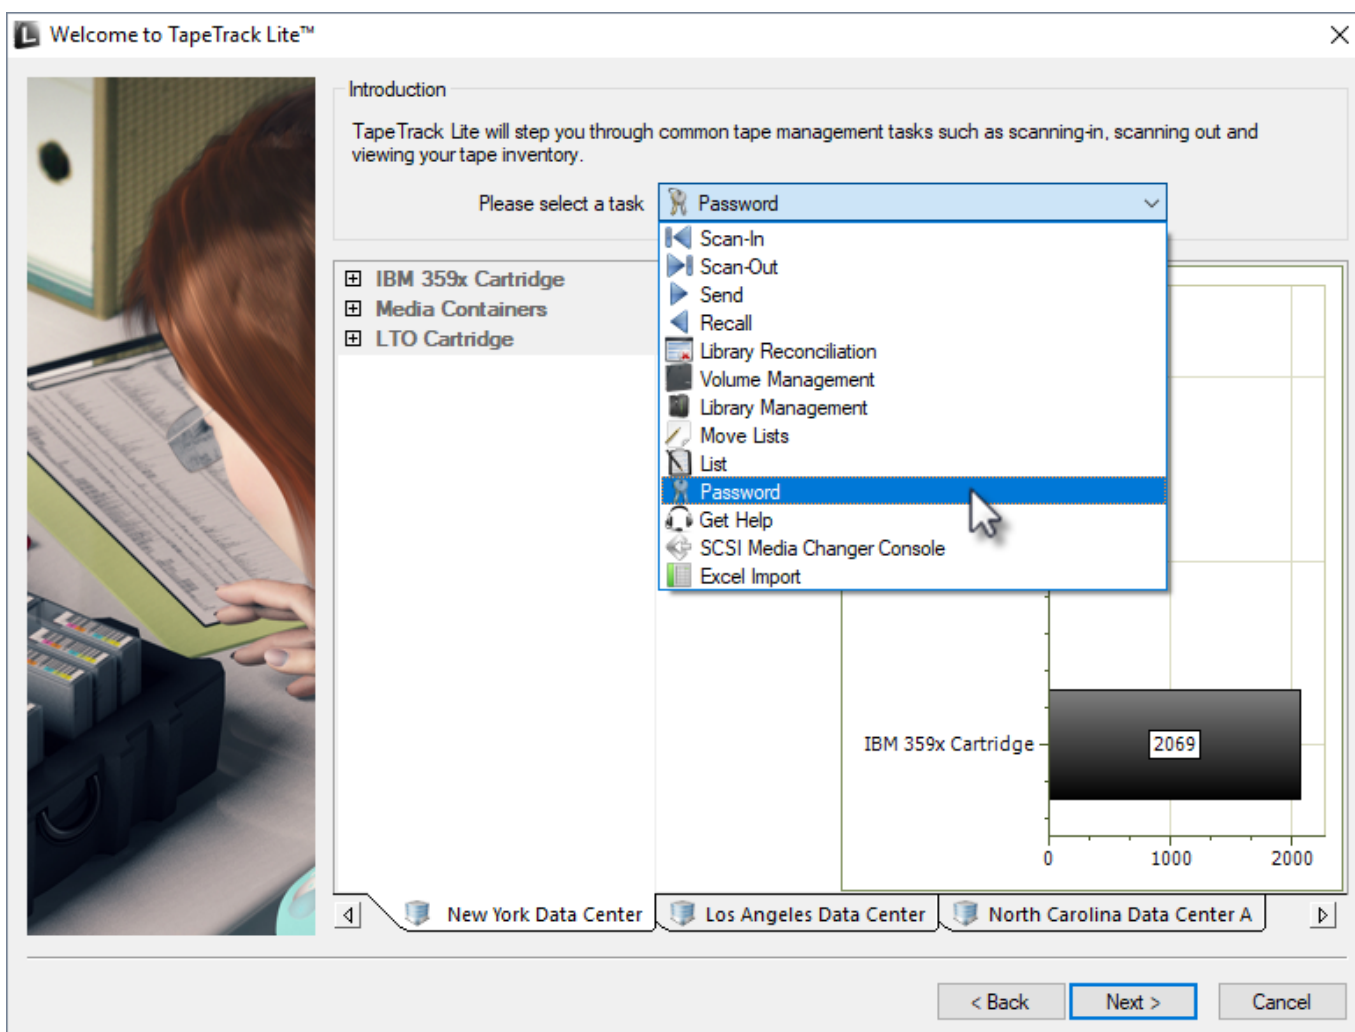 Welcome to TapeTrack Lite™
Introduction
TapeTrack Lite will step you through common tape management tasks such as scanning-in, scanning out and
viewing your tape inventory.
Please select a task
Password
Scan-In
Scan-Out
Send
Recall
Library Reconciliation
Volume Management
Library Management
Move Lists
List
Password
Get Help
SCSI Media Changer Console
Excel Import
IBM 359x Cartridge
Media Containers
LTO Cartridge
IBM 359x Cartridge
2069
0 1000 2000
New York Data Center
Los Angeles Data Center
North Carolina Data Center A
< Back
Next >
Cancel